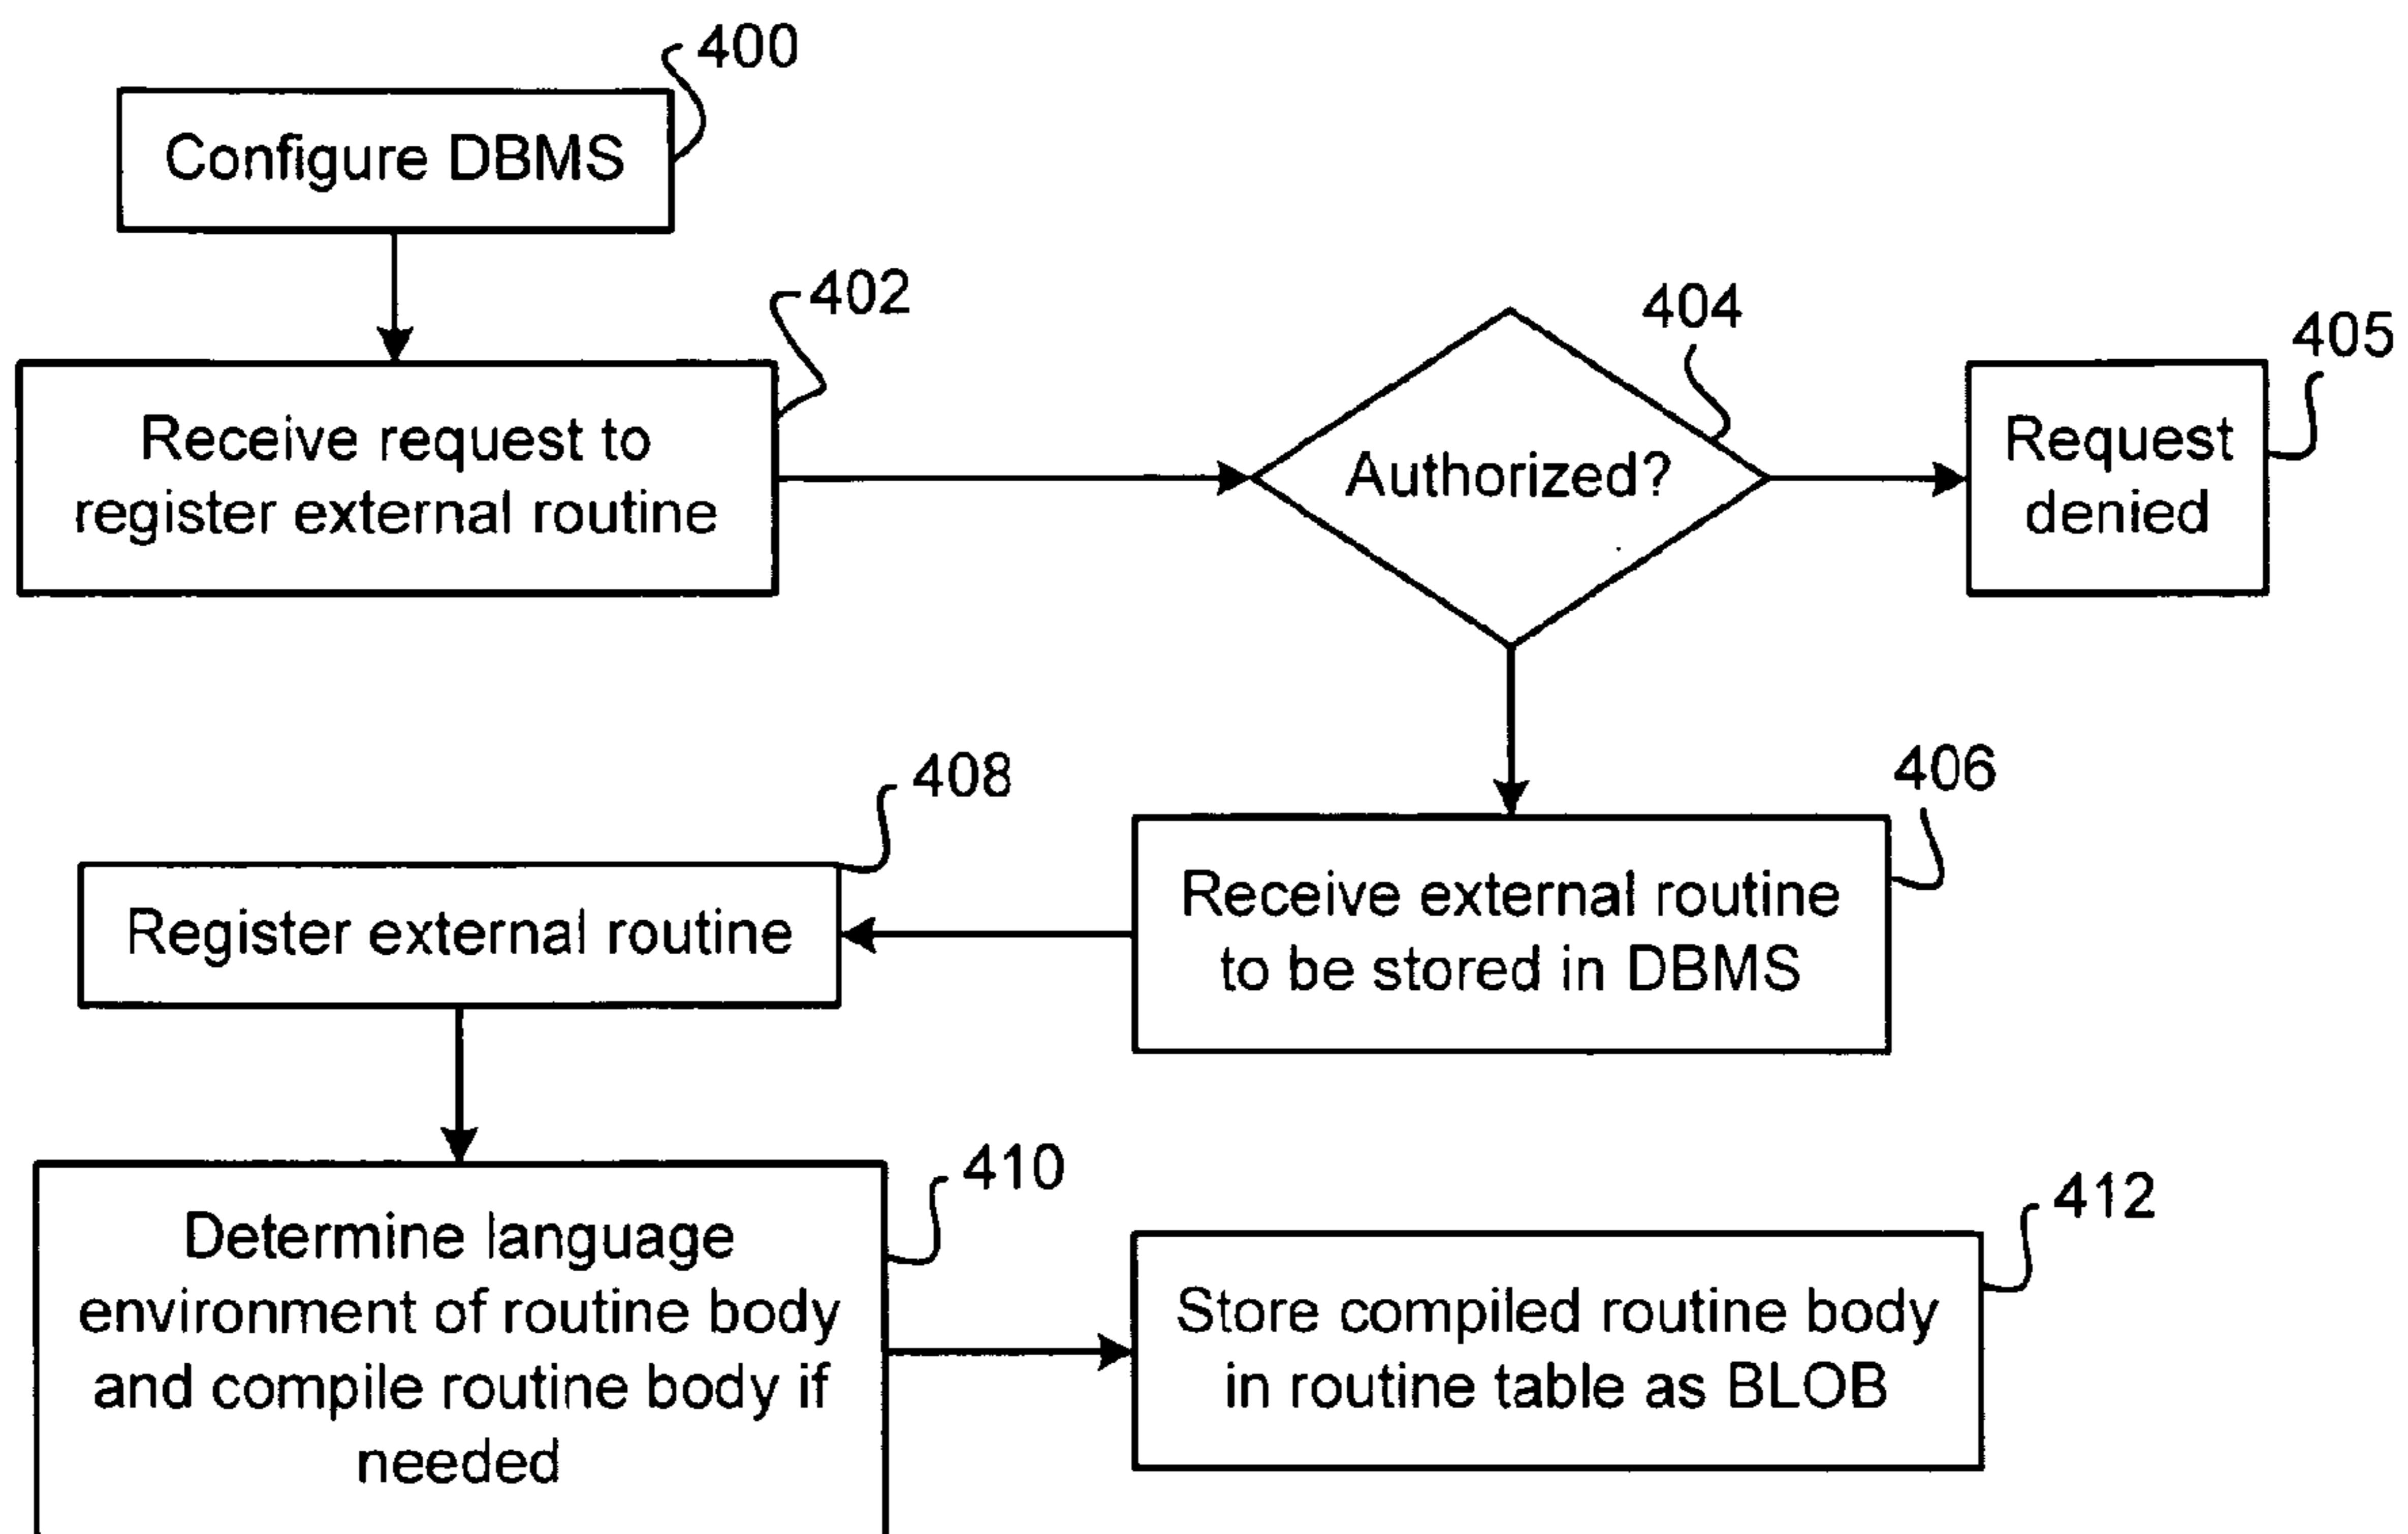 400
Configure DBMS
402
Receive request to
register external routine
404
Authorized?
405
Request
denied
406
Receive external routine
to be stored in DBMS
408
Register external routine
410
Determine language
environment of routine body
and compile routine body if
needed
412
Store compiled routine body
in routine table as BLOB